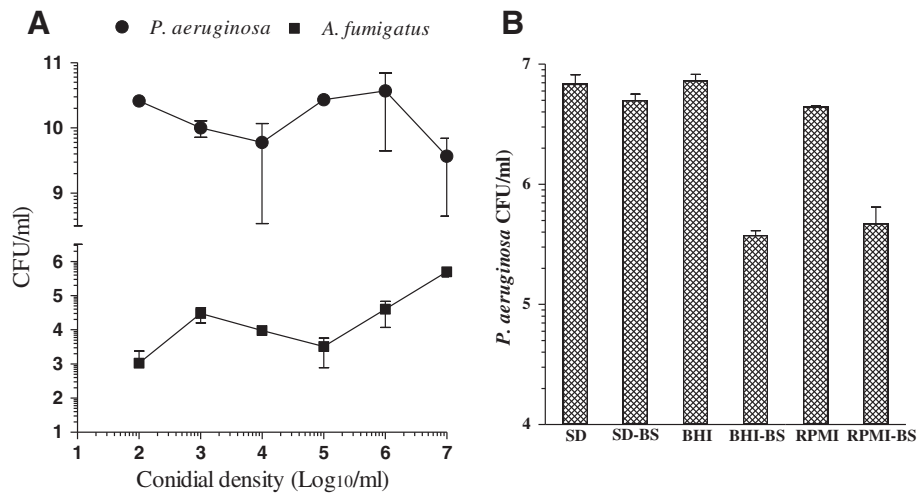 A
P. aeruginosa
A. fumigatus
11
10
9
6
5
4
3
2
1
1 2 3 4 5 6 7
CFU/ml
Conidial density (Log10/ml)
B
7
6
5
4
P. aeruginosa CFU/ml
SD SD-BS BHI BHI-BS RPMI RPMI-BS